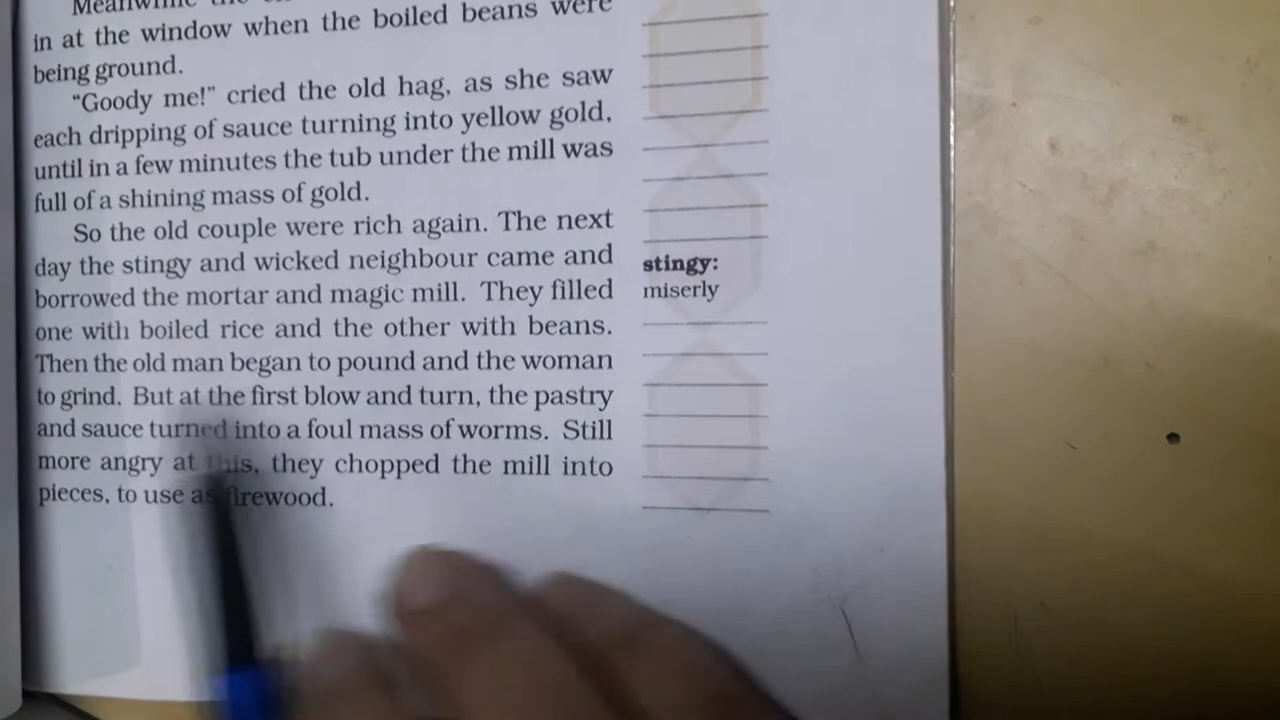 Meanwhile the
in at the window when the boiled beans were
being ground.
“Goody me!” cried the old hag, as she saw
each dripping of sauce turning into yellow gold,
until in a few minutes the tub under the mill was
full of a shining mass of gold.
So the old couple were rich again. The next
day the stingy and wicked neighbour came and
borrowed the mortar and magic mill. They filled
one with boiled rice and the other with beans.
Then the old man began to pound and the woman
to grind. But at the first blow and turn, the pastry
and sauce turned into a foul mass of worms. Still
more angry at this, they chopped the mill into
pieces, to use as firewood.
stingy:
miserly